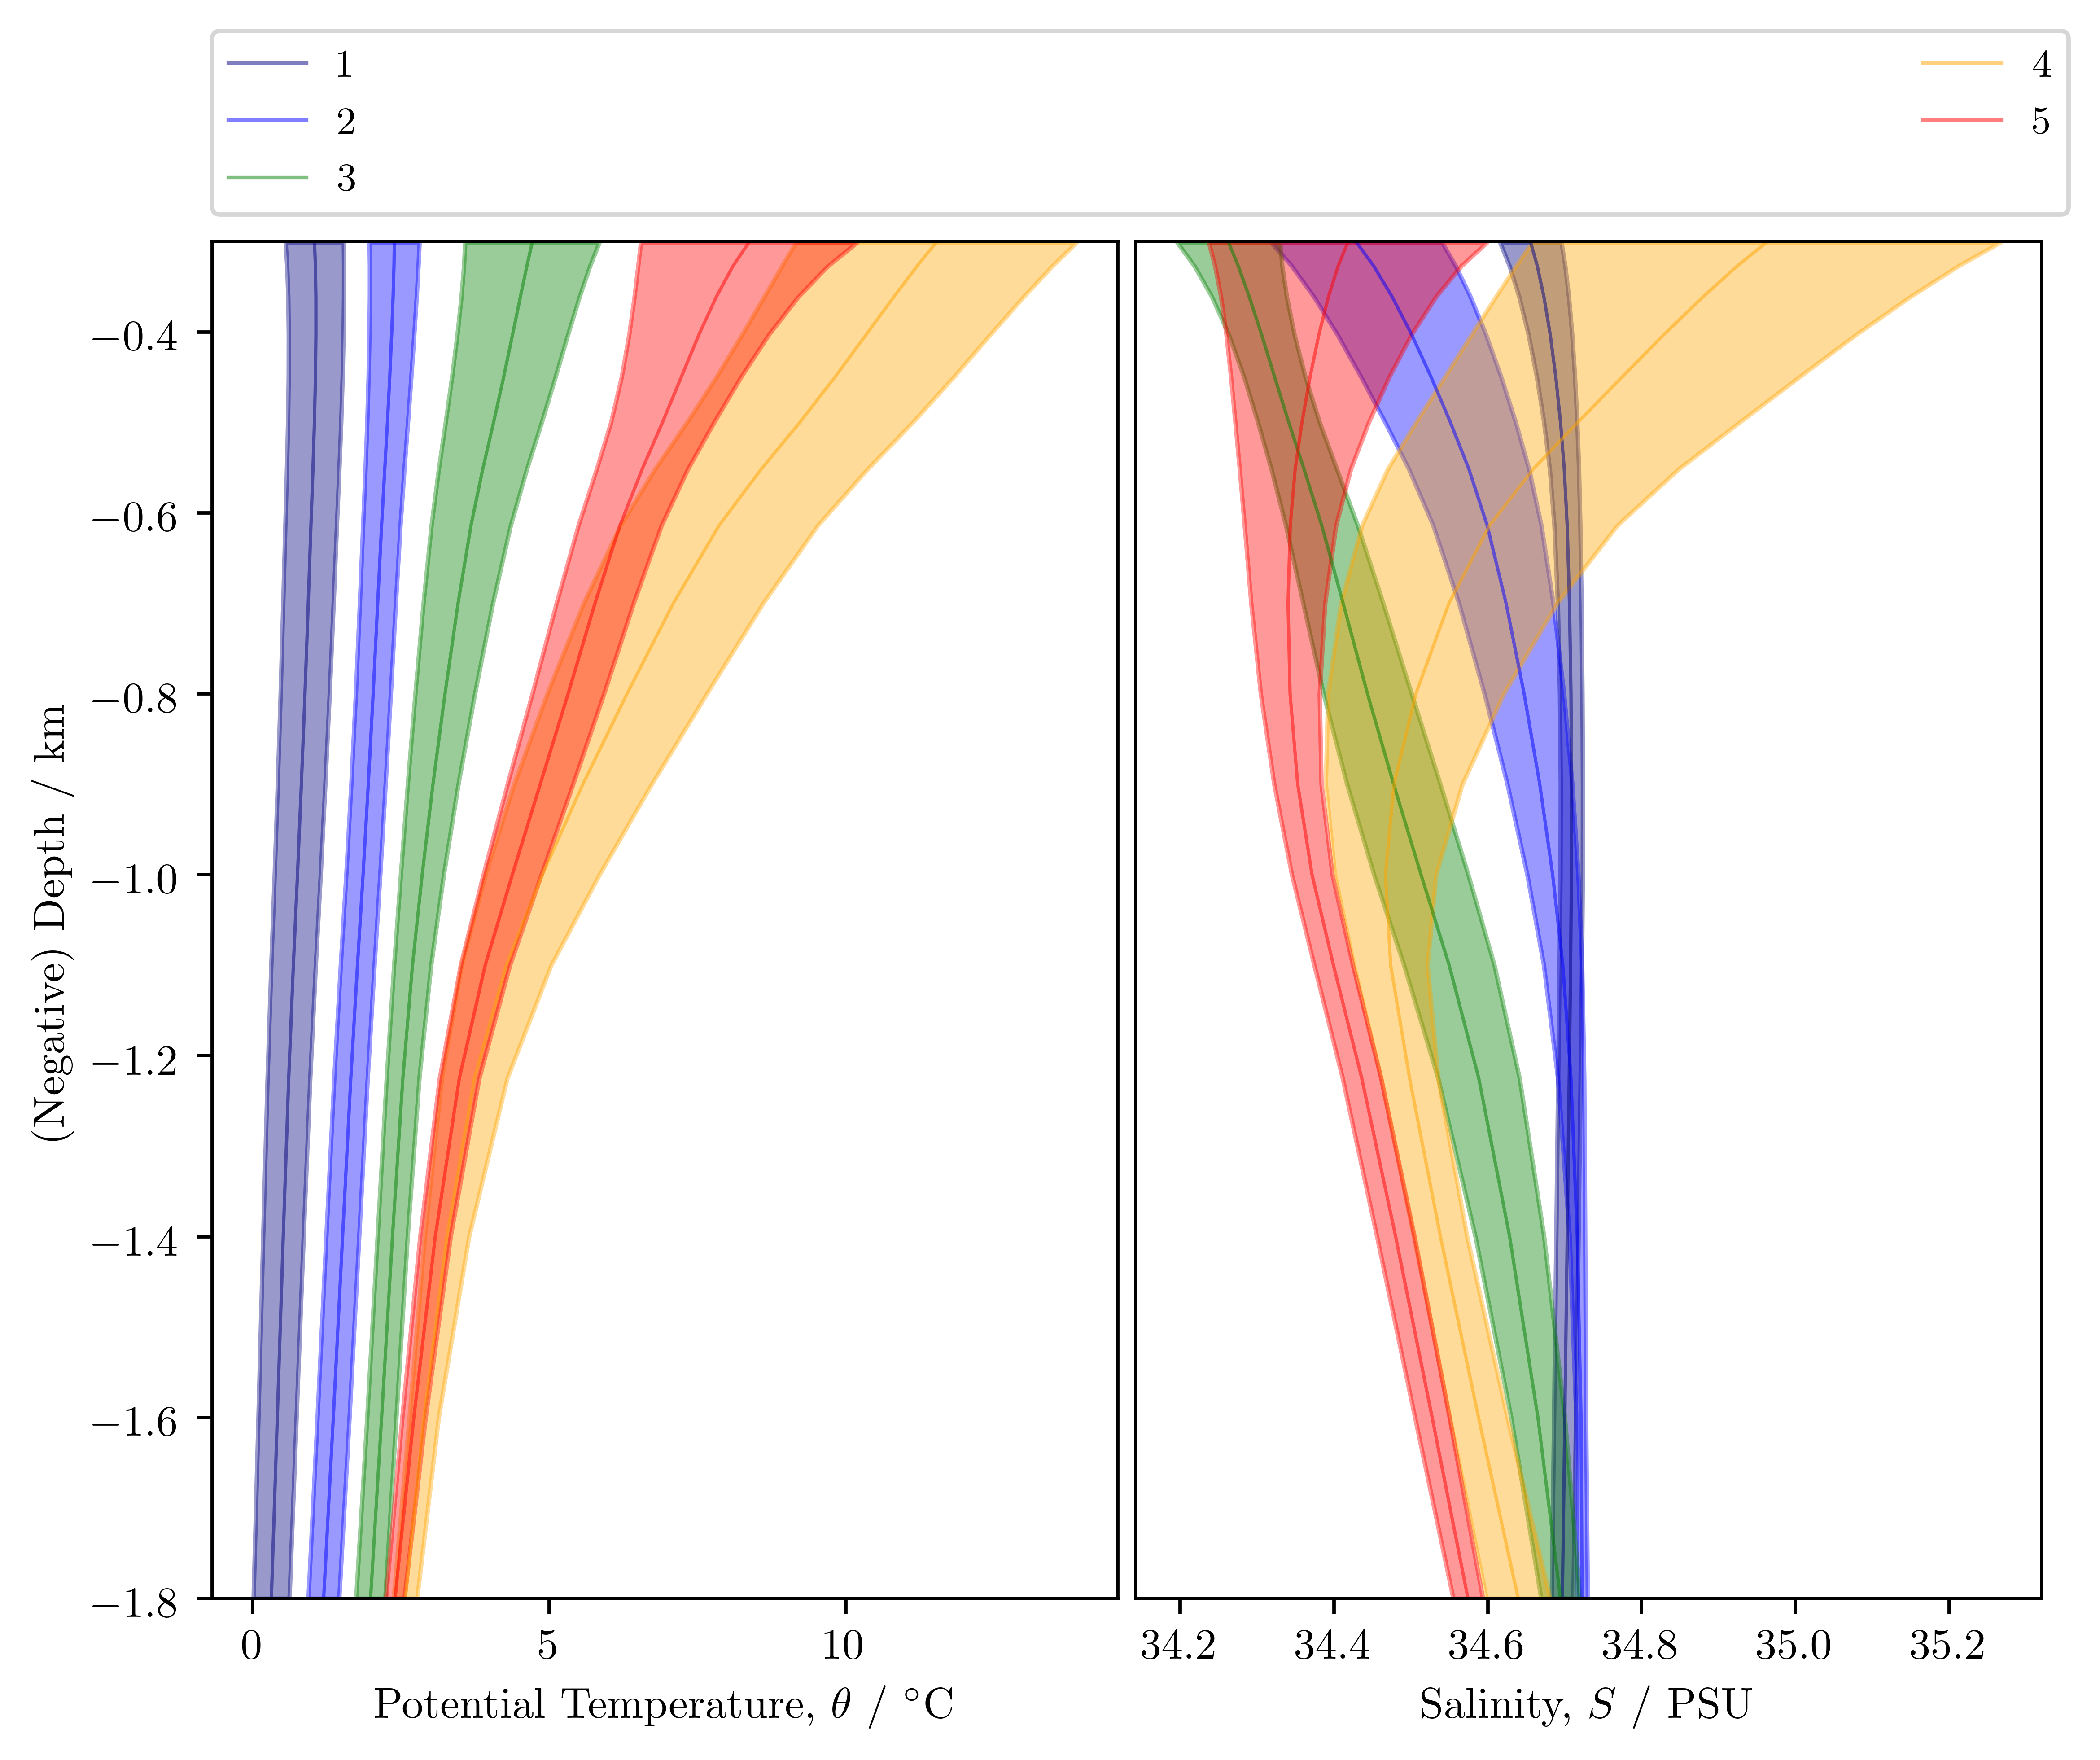 1
2
3
4
5
−0.4
−0.6
−0.8
−1.0
−1.2
−1.4
−1.6
−1.8
(Negative) Depth / km
0 5 10
Potential Temperature, θ / °C
34.2 34.4 34.6 34.8 35.0 35.2
Salinity, S / PSU